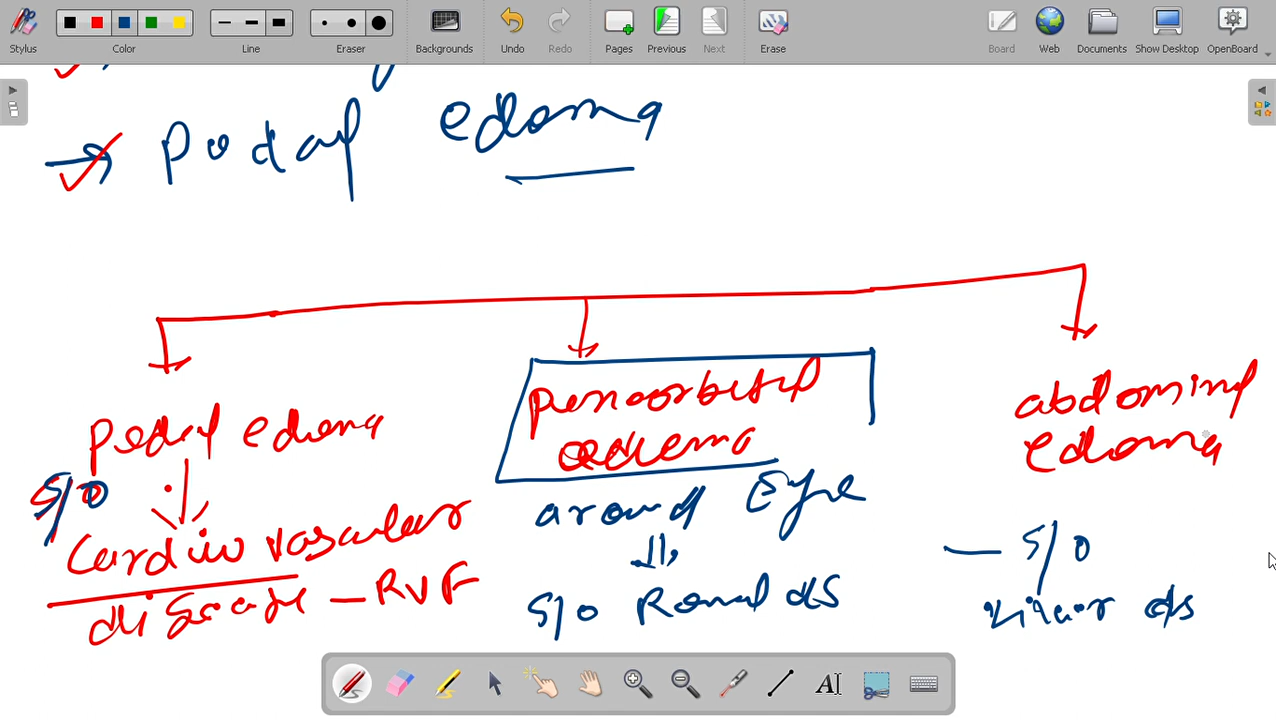 Stylus Color Line Eraser Backgrounds Undo Redo Pages Previous Next Erase Board Web Documents Show Desktop OpenBoard
Pedal edema
Pedal edema
S/O
Cardiovascular
disease - RVF
periorbital
edema
around Eye
S/o Renal ds
abdominal
edema
- S/O
liver ds